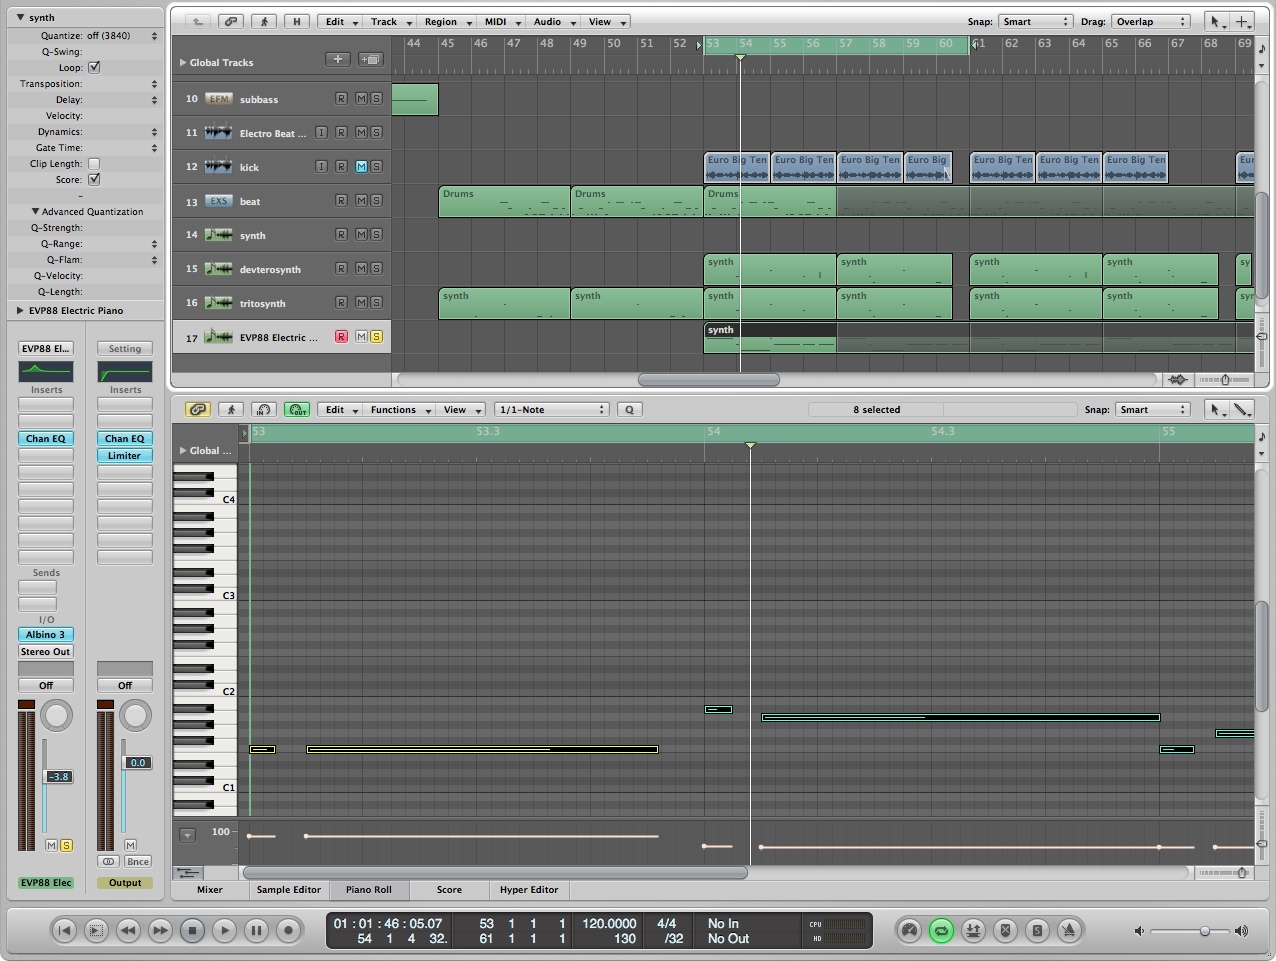 synth
Quantize: off (3840)
Q-Swing:
Loop:
Transposition:
Delay:
Velocity:
Dynamics:
Gate Time:
Clip Length:
Score:
–
Advanced Quantization
Q-Strength:
Q-Range:
Q-Flam:
Q-Velocity:
Q-Length:
EVP88 Electric Piano
EVP88 El... Setting
Inserts Inserts
Chan EQ Chan EQ
Limiter
Sends
I/O
Albino 3
Stereo Out
Off Off
-3.8 0.0
M S M
Bnce
EVP88 Elec Output
H Edit Track Region MIDI Audio View Snap: Smart Drag: Overlap
44 45 46 47 48 49 50 51 52 53 54 55 56 57 58 59 60 61 62 63 64 65 66 67 68 69
Global Tracks
10 EFM subbass R M S
11 Electro Beat ... I R M S
12 kick I R M S Euro Big Ten Euro Big Ten Euro Big Ten Euro Big Euro Big Ten Euro Big Ten Euro Big Ten Euro
13 EXS beat R M S Drums Drums Drums
14 synth R M S
15 devterosynth R M S synth synth synth synth sy
16 tritosynth R M S synth synth synth synth synth synth syn
17 EVP88 Electric ... R M S synth
IN OUT Edit Functions View 1/1-Note Q 8 selected Snap: Smart
53 53.3 54 54.3 55
Global ...
C4
C3
C2
C1
100
Mixer Sample Editor Piano Roll Score Hyper Editor
01 : 01 : 46 : 05.07 53 1 1 1 120.0000 4/4 No In CPU
54 1 4 32. 61 1 1 1 130 /32 No Out HD
S